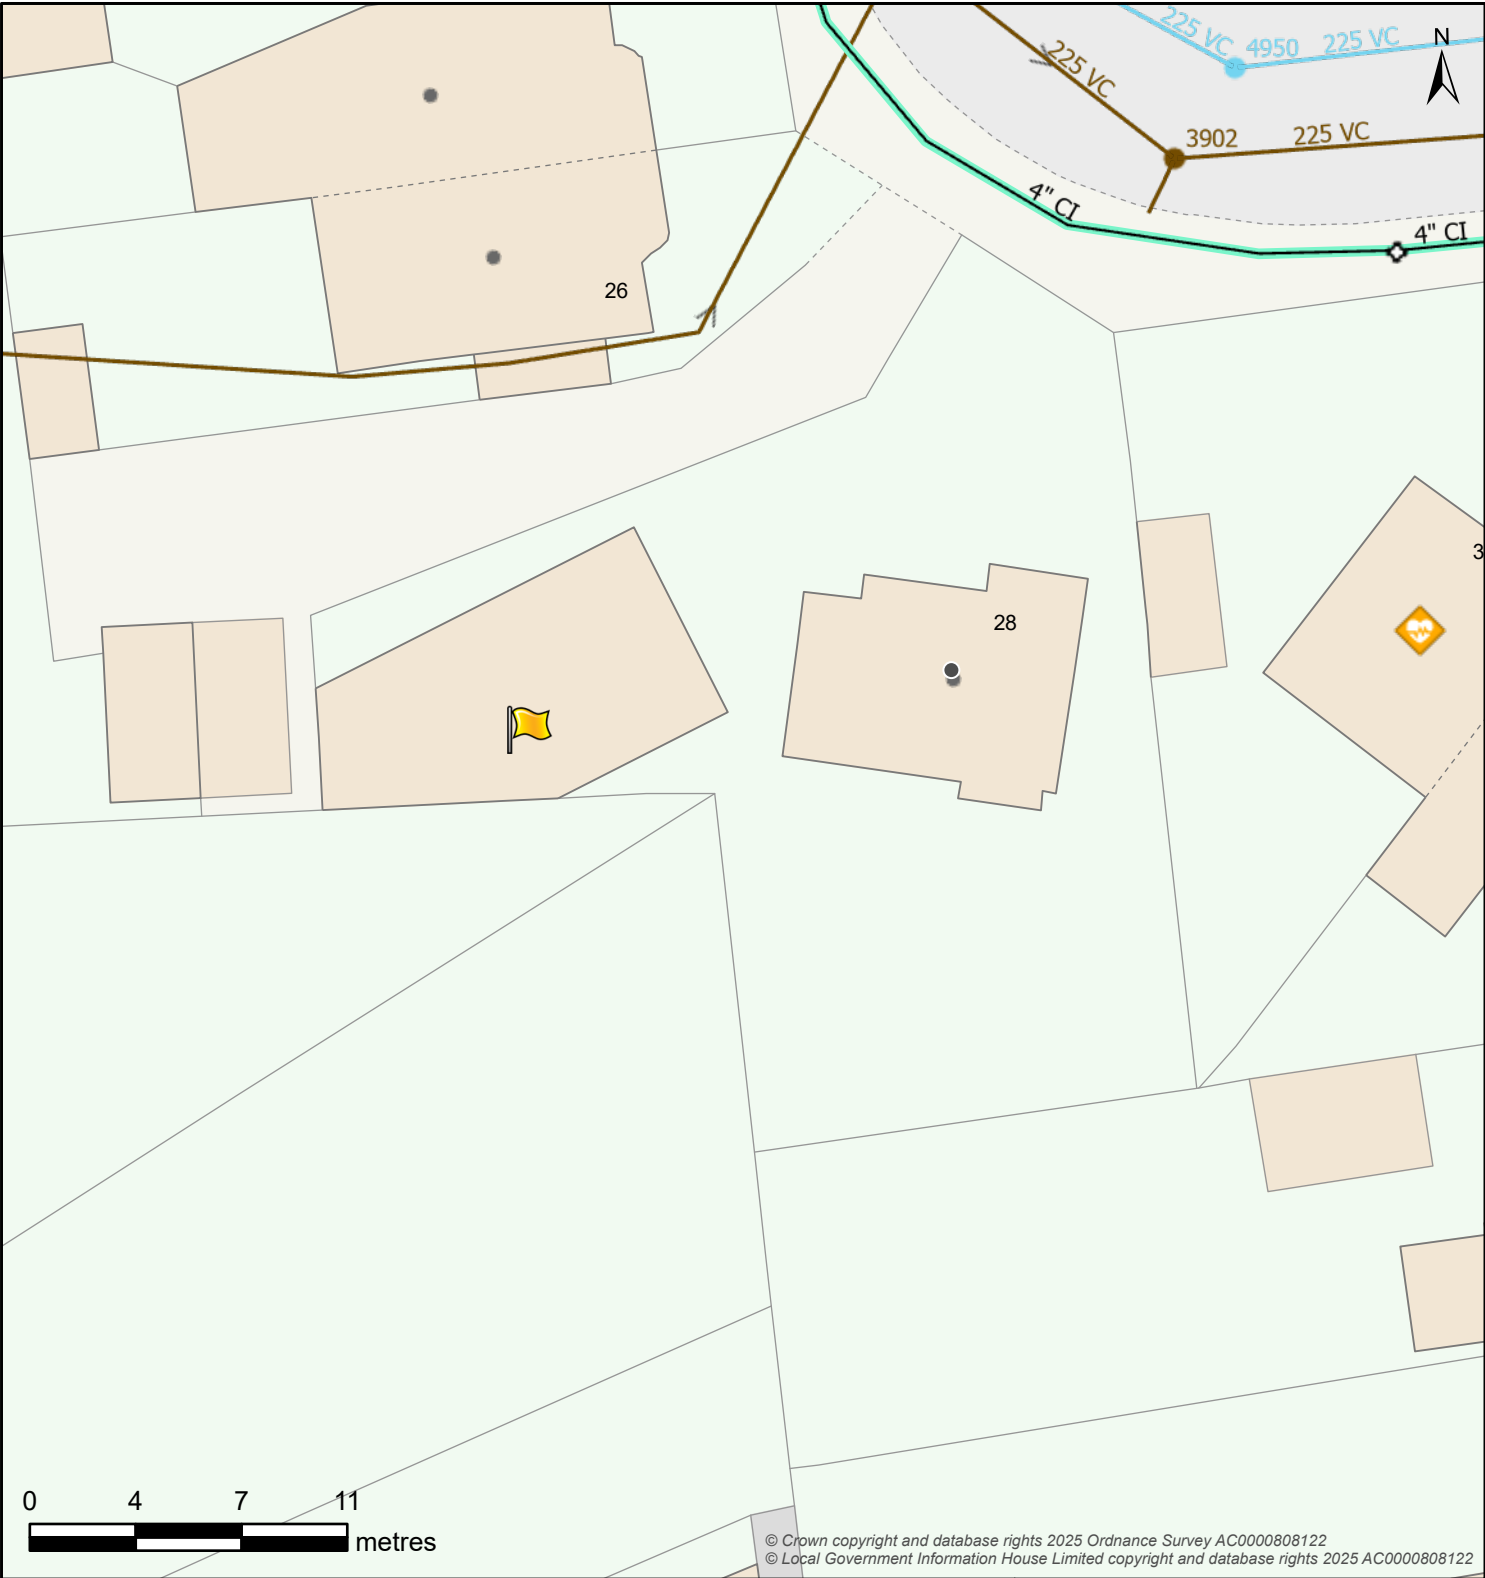 225 VC
4950
225 VC
N
225 VC
3902
225 VC
4" CI
4" CI
26
3
28
0 4 7 11
metres
© Crown copyright and database rights 2025 Ordnance Survey AC0000808122
© Local Government Information House Limited copyright and database rights 2025 AC0000808122